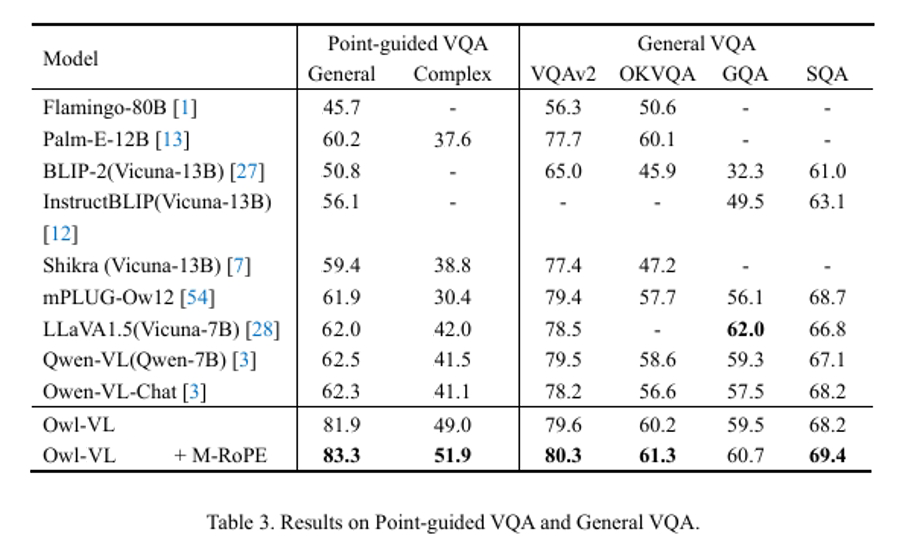 Model Point-guided VQA General VQA
General Complex VQAv2 OKVQA GQA SQA
Flamingo-80B [1] 45.7 - 56.3 50.6 - -
Palm-E-12B [13] 60.2 37.6 77.7 60.1 - -
BLIP-2(Vicuna-13B) [27] 50.8 - 65.0 45.9 32.3 61.0
InstructBLIP(Vicuna-13B) 56.1 - - - 49.5 63.1
[12]
Shikra (Vicuna-13B) [7] 59.4 38.8 77.4 47.2 - -
mPLUG-Ow12 [54] 61.9 30.4 79.4 57.7 56.1 68.7
LLaVA1.5(Vicuna-7B) [28] 62.0 42.0 78.5 - 62.0 66.8
Qwen-VL(Qwen-7B) [3] 62.5 41.5 79.5 58.6 59.3 67.1
Owen-VL-Chat [3] 62.3 41.1 78.2 56.6 57.5 68.2
Owl-VL 81.9 49.0 79.6 60.2 59.5 68.2
Owl-VL + M-RoPE 83.3 51.9 80.3 61.3 60.7 69.4
Table 3. Results on Point-guided VQA and General VQA.